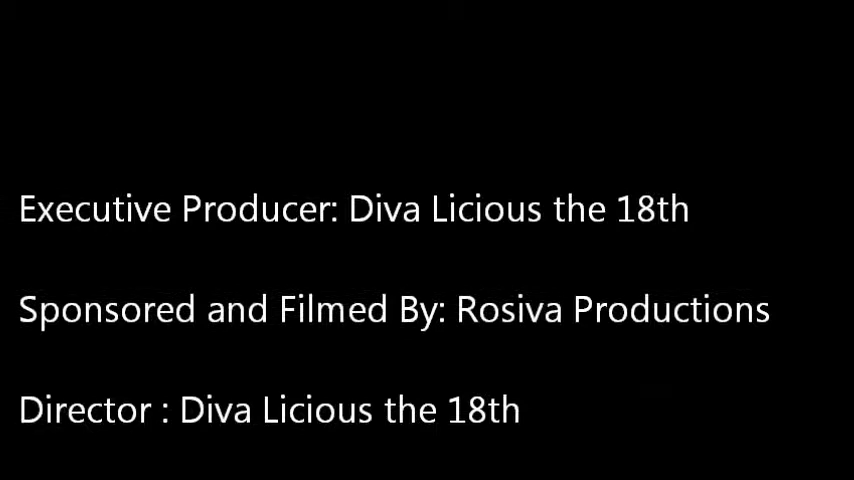 Executive Producer: Diva Licious the 18th
Sponsored and Filmed By: Rosiva Productions
Director : Diva Licious the 18th